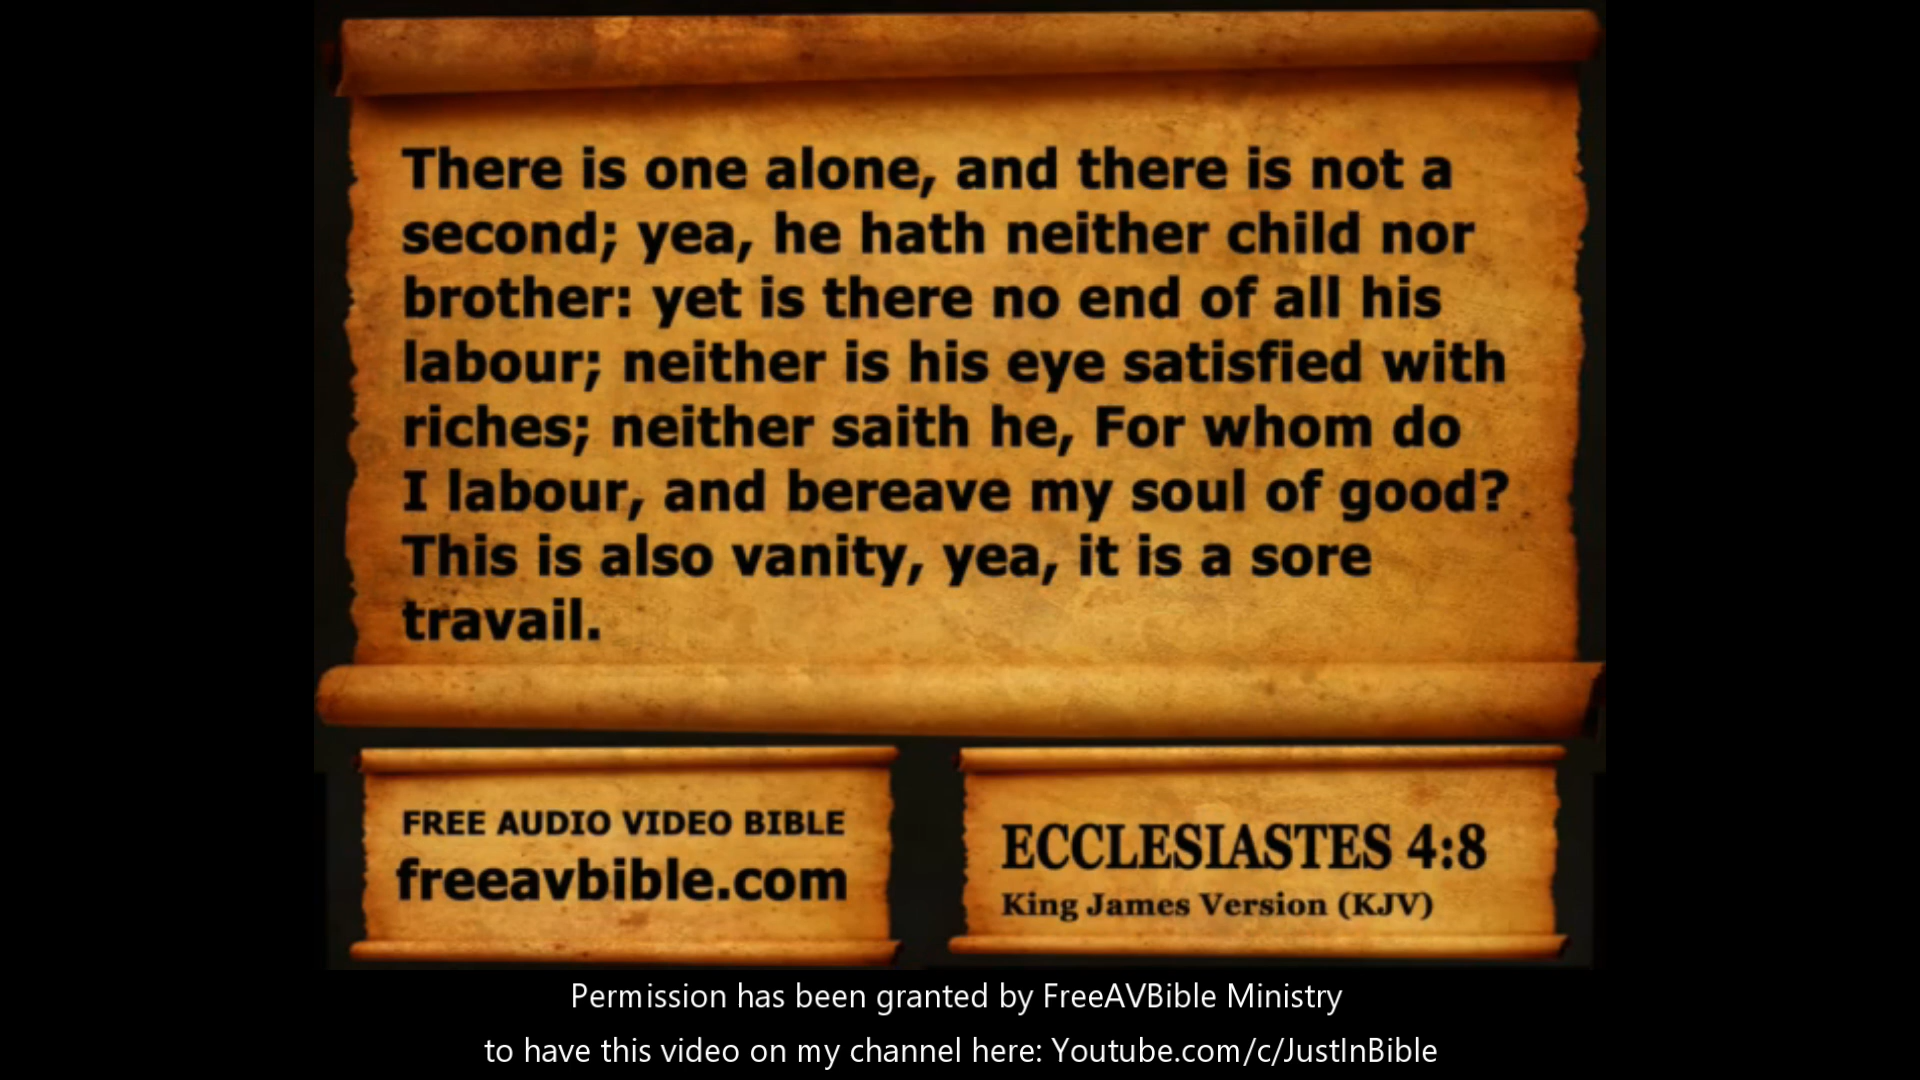 There is one alone, and there is not a
second; yea, he hath neither child nor
brother: yet is there no end of all his
labour; neither is his eye satisfied with
riches; neither saith he, For whom do
I labour, and bereave my soul of good?
This is also vanity, yea, it is a sore
travail.
FREE AUDIO VIDEO BIBLE
freeavbible.com
ECCLESIASTES 4:8
King James Version (KJV)
Permission has been granted by FreeAVBible Ministry
to have this video on my channel here: Youtube.com/c/JustInBible